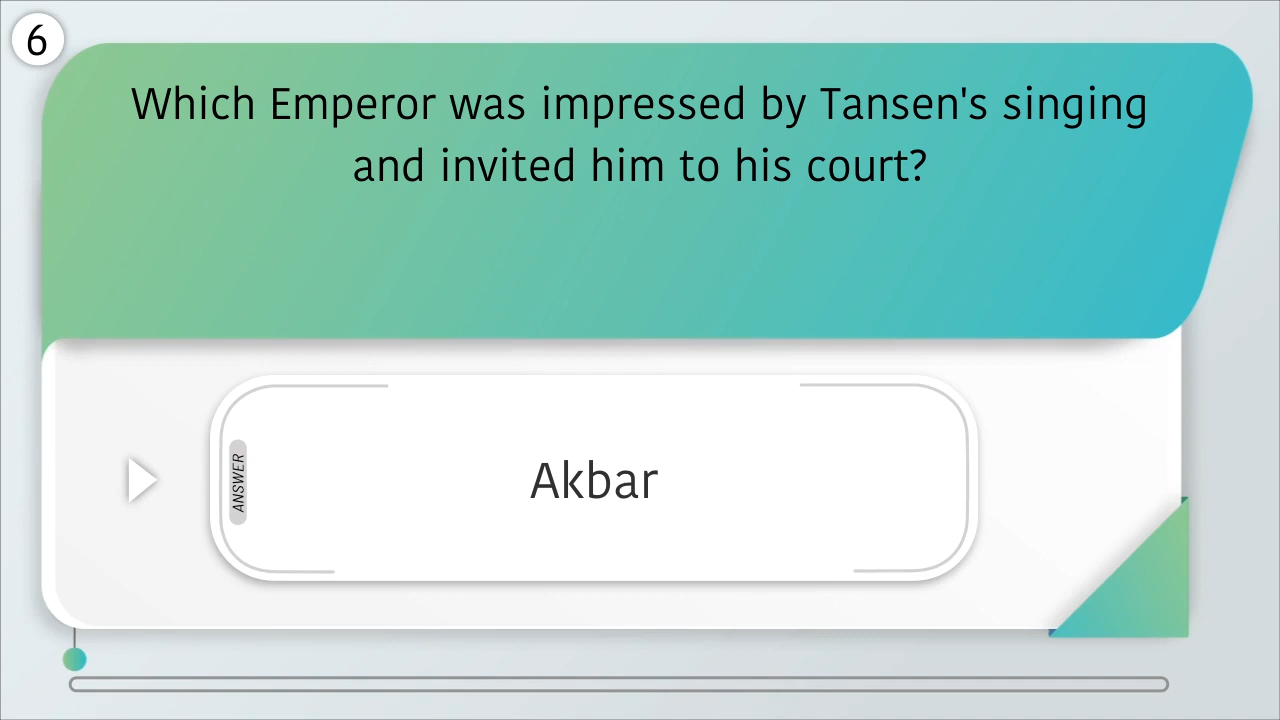 6
Which Emperor was impressed by Tansen's singing
and invited him to his court?
ANSWER
Akbar